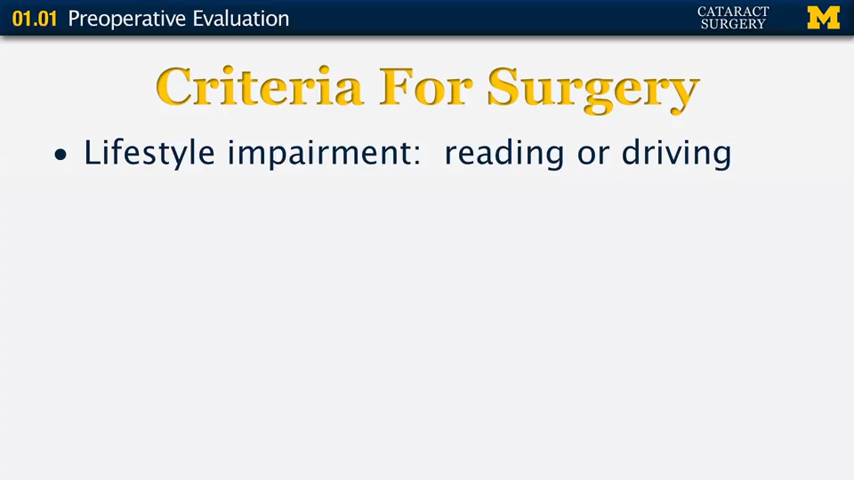 01.01 Preoperative Evaluation
CATARACT
SURGERY
M
Criteria For Surgery
• Lifestyle impairment: reading or driving